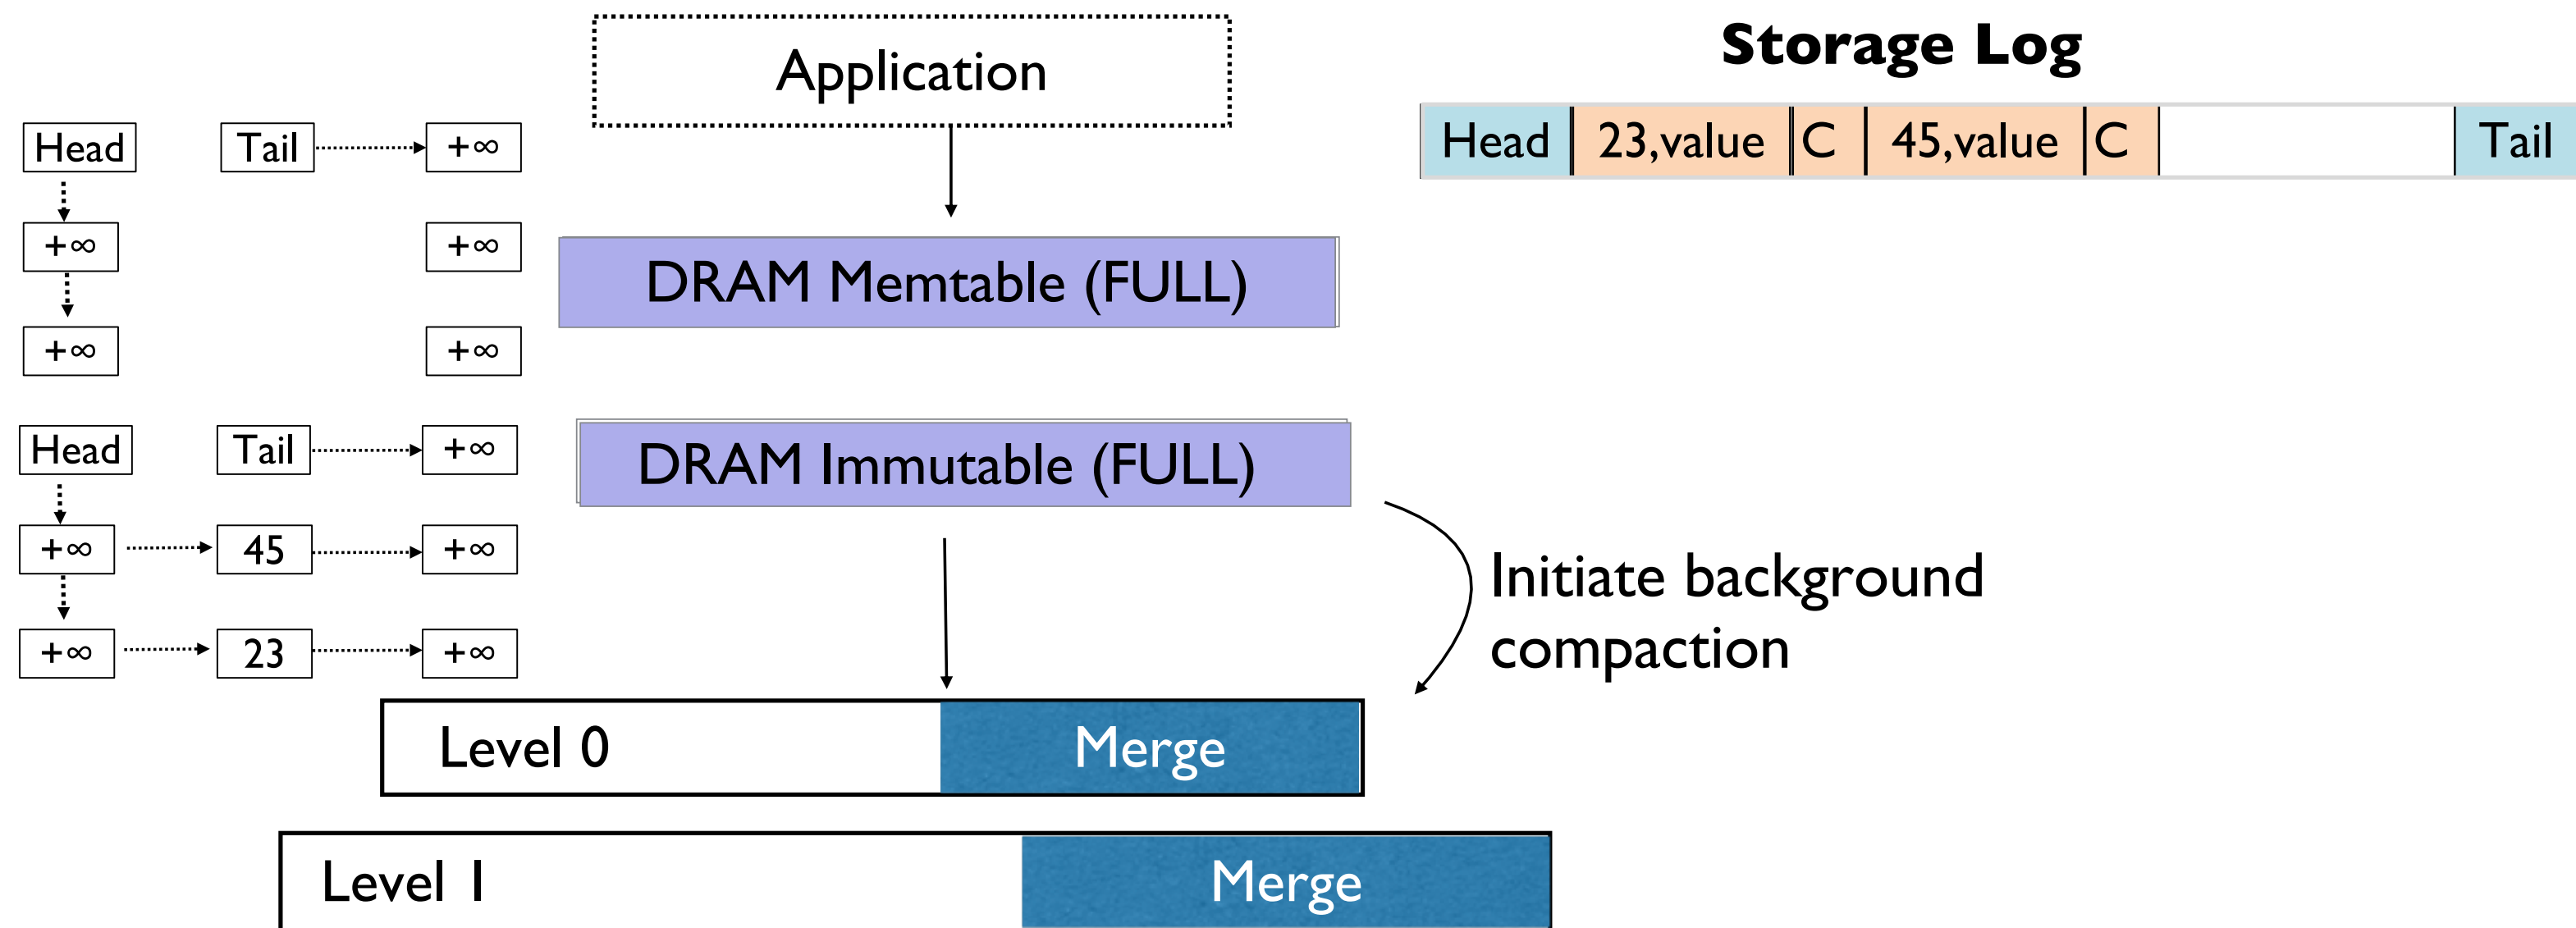 Application
Storage Log
Head 23,value C 45,value C Tail
Head Tail +∞
+∞ +∞
DRAM Memtable (FULL)
+∞ +∞
Head Tail +∞
DRAM Immutable (FULL)
+∞ 45 +∞
+∞ 23 +∞
Initiate background
compaction
Level 0 Merge
Level 1 Merge